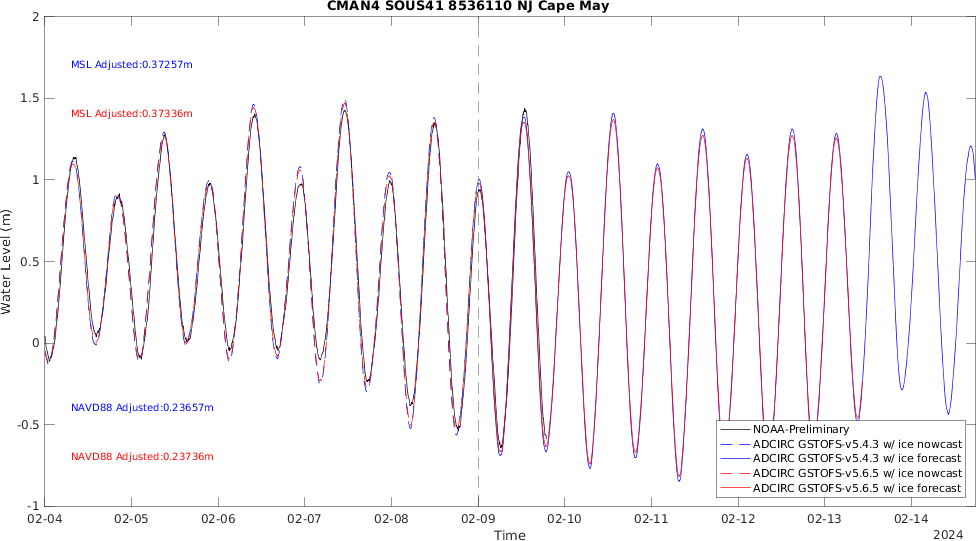 CMAN4 SOUS41 8536110 NJ Cape May
2
1.5
1
0.5
0
-0.5
-1
Water Level (m)
MSL Adjusted:0.37257m
MSL Adjusted:0.37336m
NAVD88 Adjusted:0.23657m
NAVD88 Adjusted:0.23736m
NOAA-Preliminary
ADCIRC GSTOFS-v5.4.3 w/ ice nowcast
ADCIRC GSTOFS-v5.4.3 w/ ice forecast
ADCIRC GSTOFS-v5.6.5 w/ ice nowcast
ADCIRC GSTOFS-v5.6.5 w/ ice forecast
02-04 02-05 02-06 02-07 02-08 02-09 02-10 02-11 02-12 02-13 02-14
Time
2024